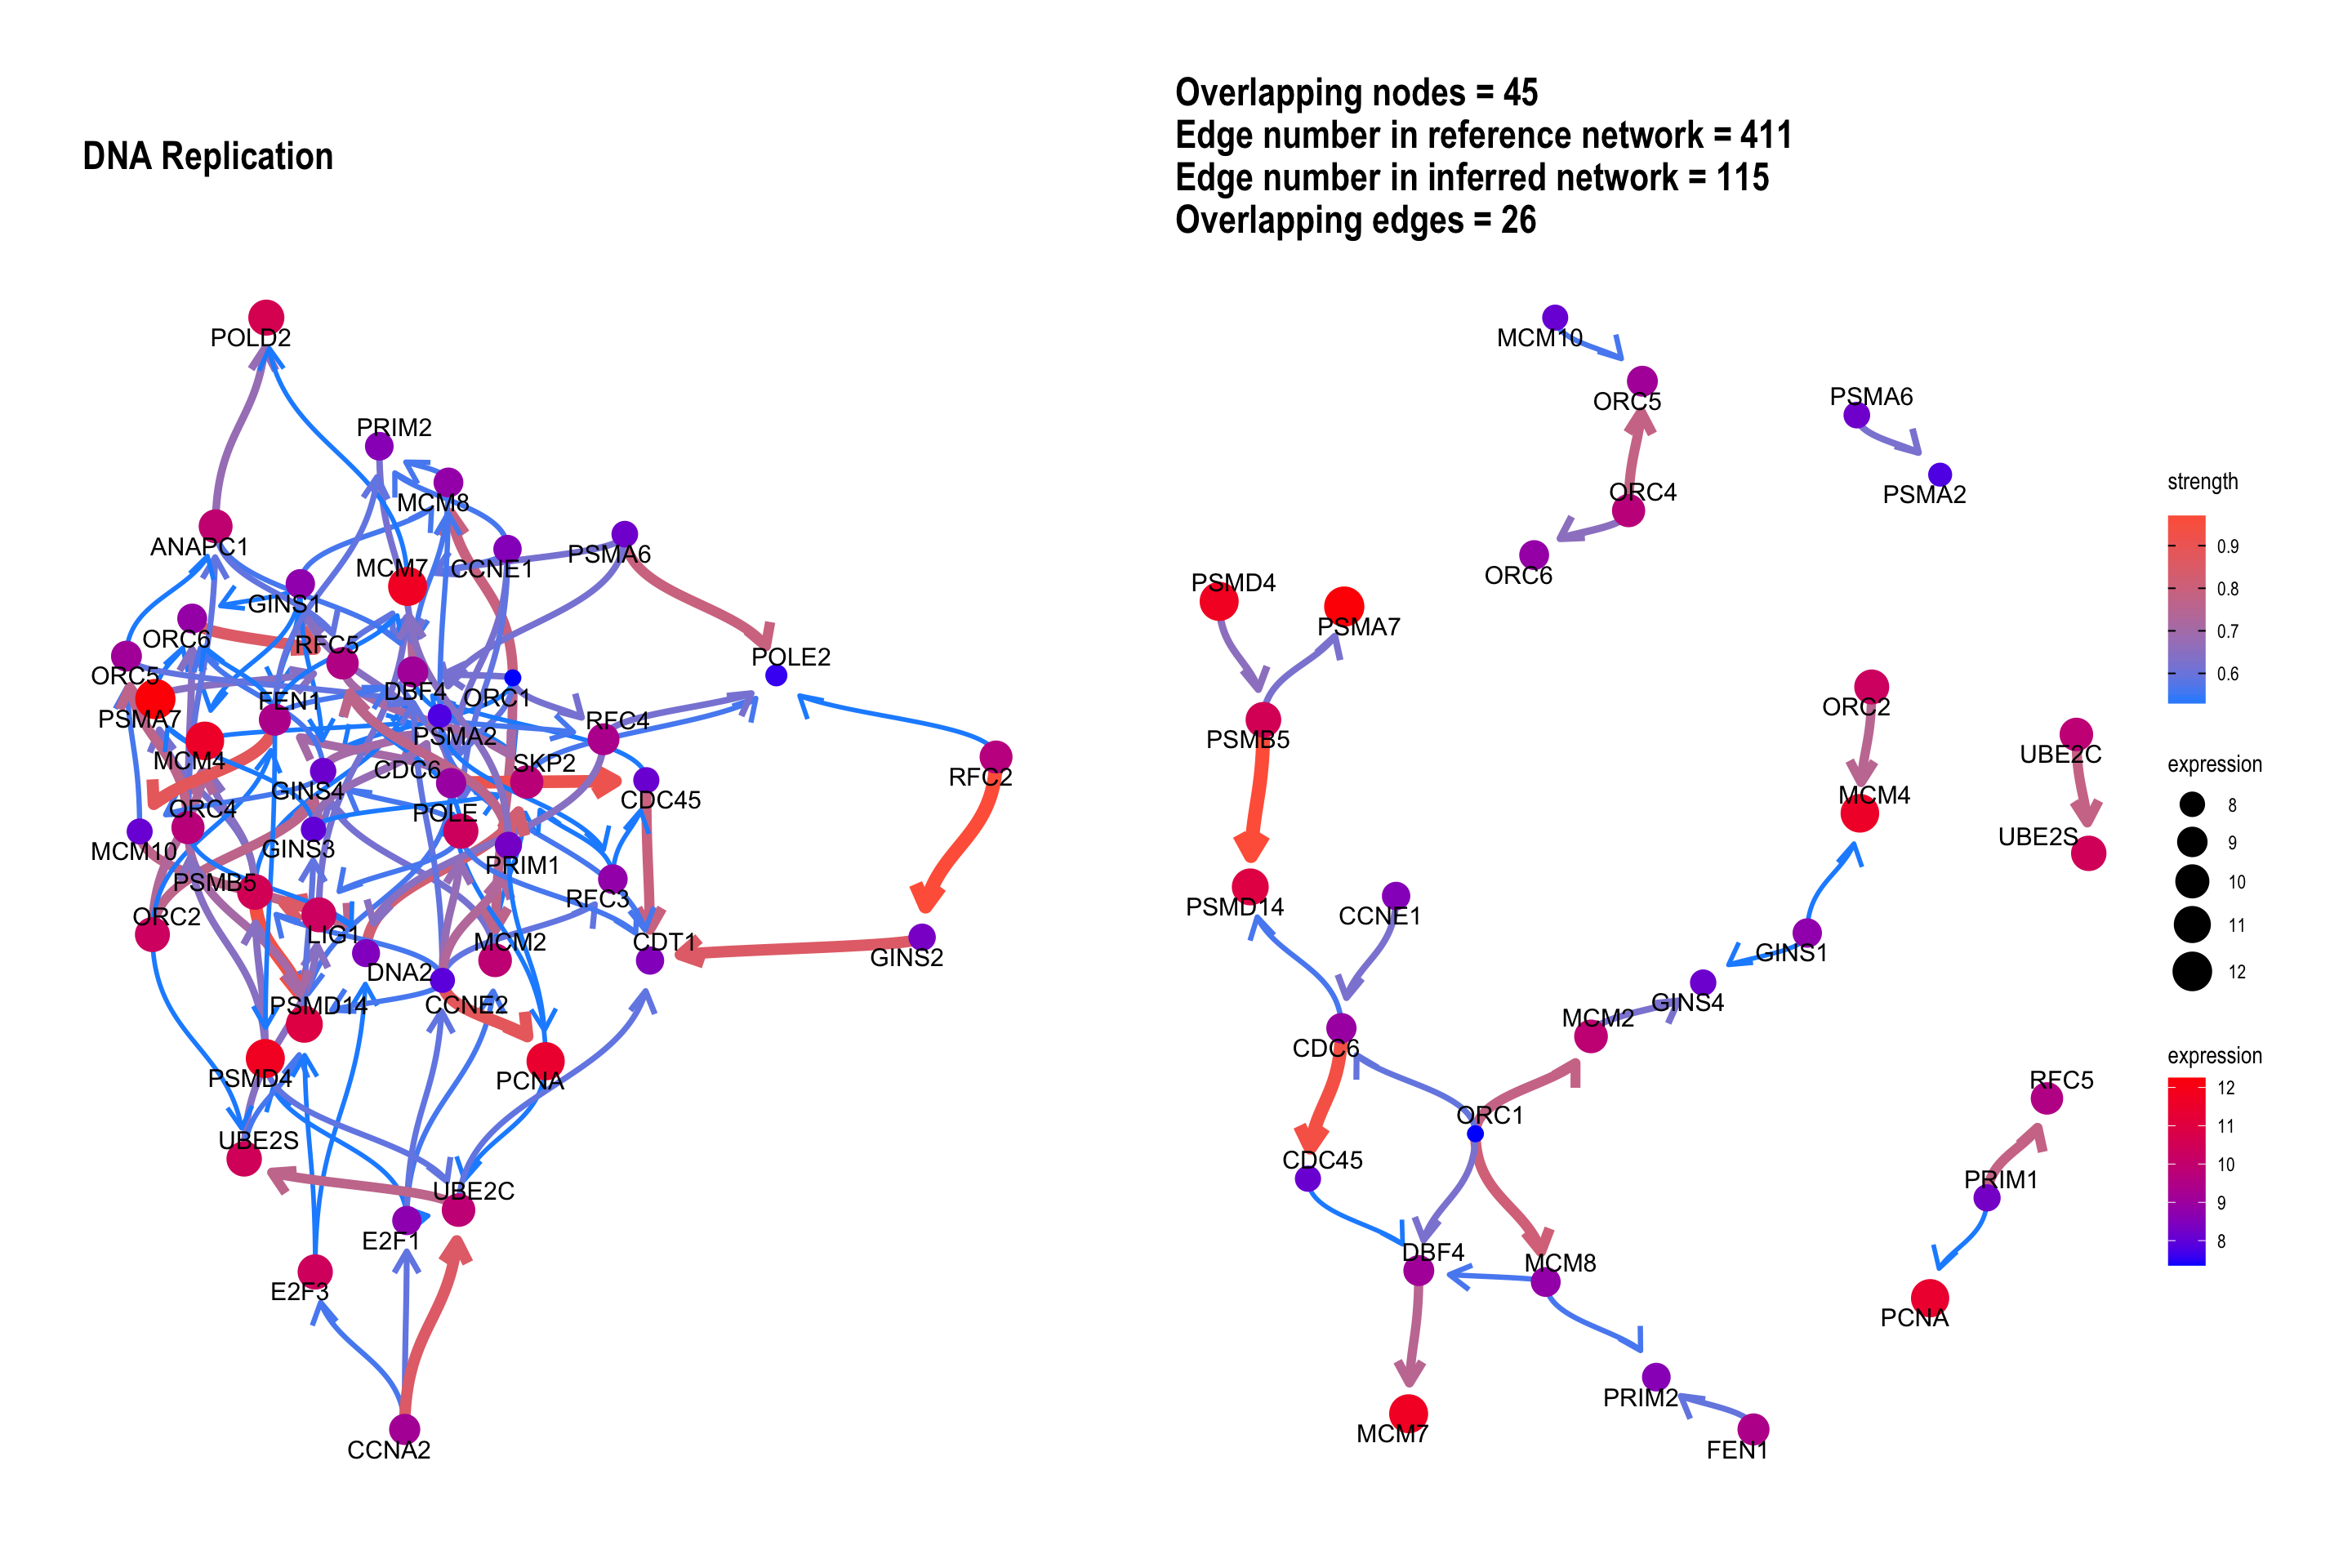 DNA Replication
Overlapping nodes = 45
Edge number in reference network = 411
Edge number in inferred network = 115
Overlapping edges = 26
POLD2
PRIM2
MCM8
ANAPC1
MCM7
CCNE1
PSMA6
GINS1
ORC6
RFC5
POLE2
ORC5
DBF4
ORC1
FEN1
PSMA7
RFC4
PSMA2
MCM4
CDC6
SKP2
RFC2
GINS4
CDC45
ORC4
POLE
MCM10
GINS3
PRIM1
PSMB5
RFC3
ORC2
LIG1
MCM2
CDT1
GINS2
DNA2
PSMD14
CCNE2
PSMD4
PCNA
UBE2S
UBE2C
E2F1
E2F3
CCNA2
MCM10
ORC5
PSMA6
ORC4
PSMA2
ORC6
PSMD4
PSMA7
PSMB5
ORC2
UBE2C
MCM4
UBE2S
PSMD14
CCNE1
GINS1
GINS4
MCM2
CDC6
RFC5
ORC1
CDC45
PRIM1
DBF4
MCM8
PCNA
PRIM2
MCM7
FEN1
strength
0.9
0.8
0.7
0.6
expression
8
9
10
11
12
expression
12
11
10
9
8